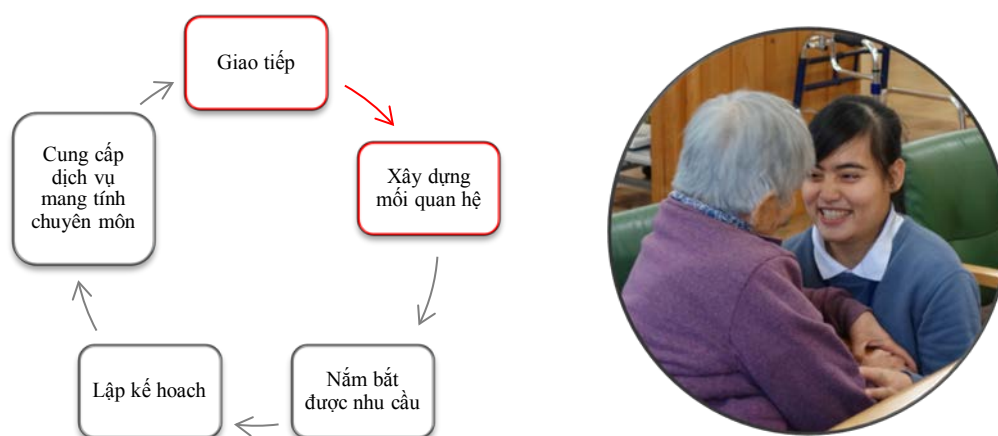 Giao tiếp
Xây dựng
mối quan hệ
Nắm bắt
được nhu cầu
Lập kế hoach
Cung cấp
dịch vụ
mang tính
chuyên môn